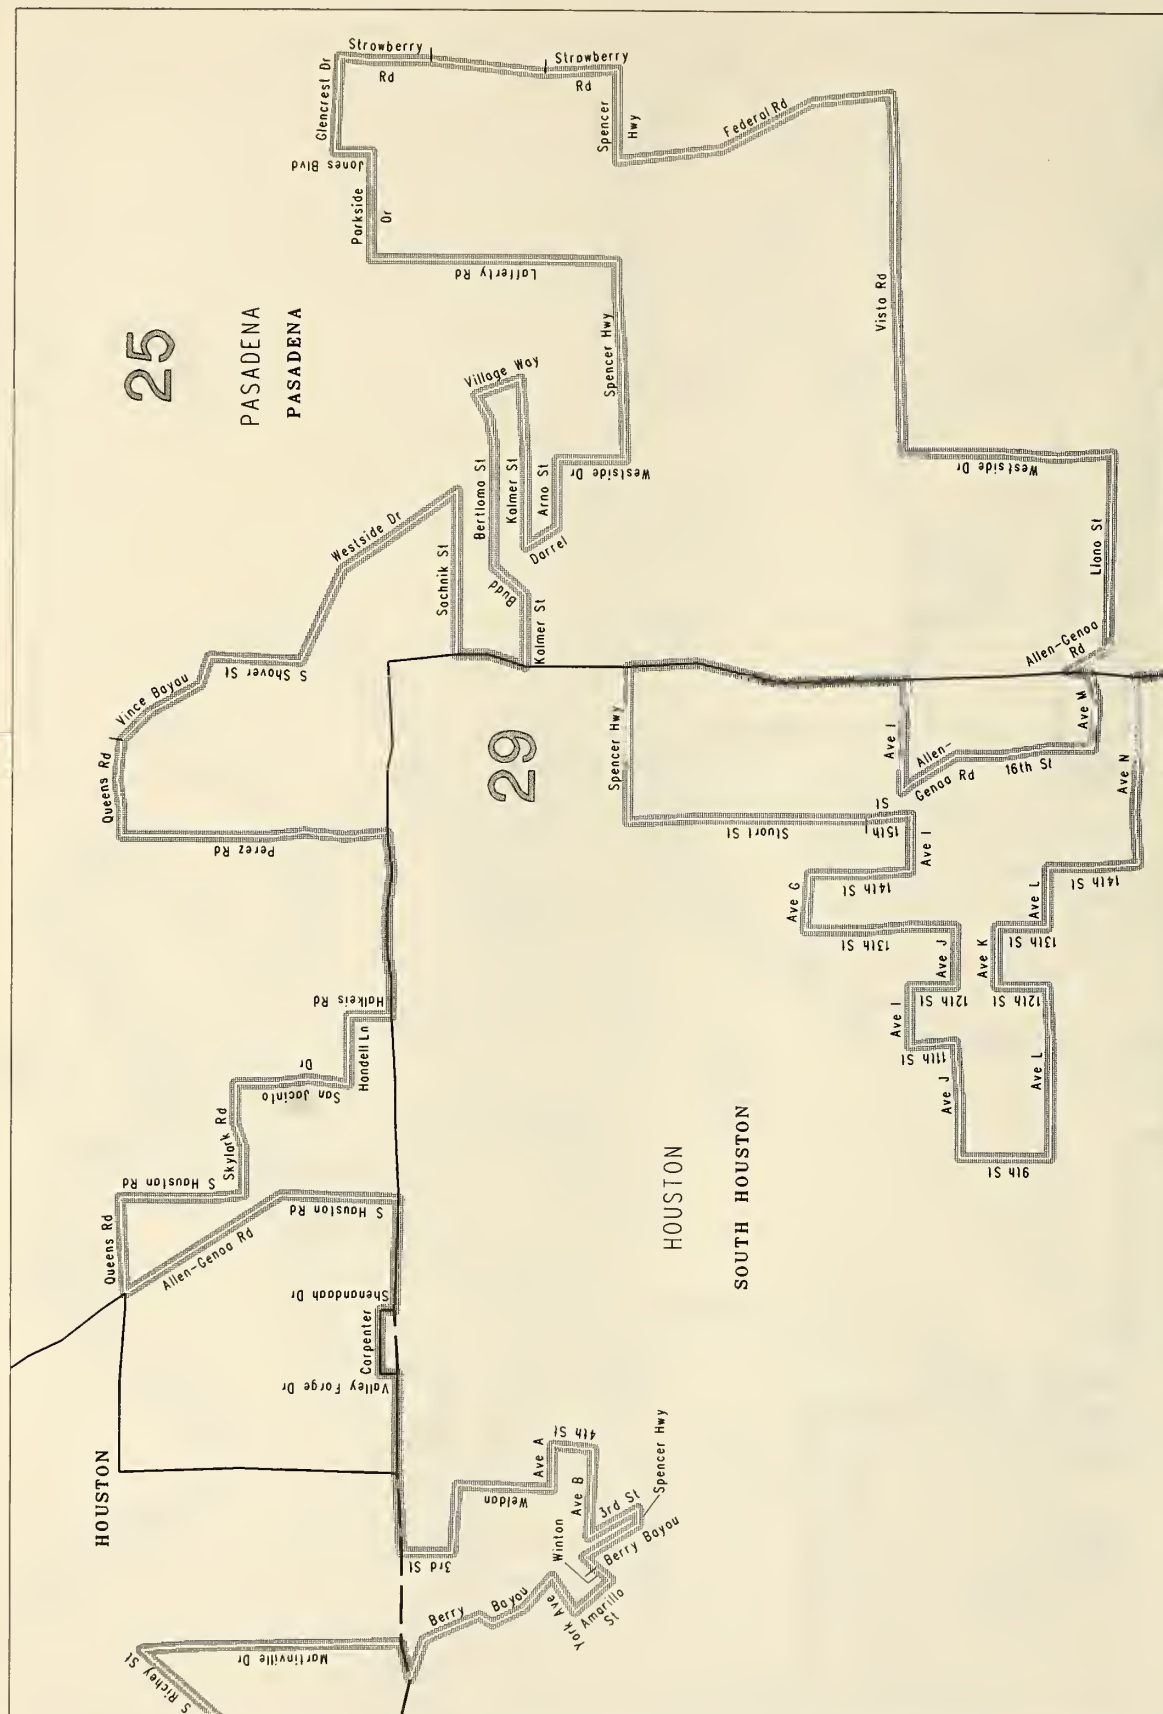 Strawberry
Rd
Strawberry
Rd
Glencrest Dr
Jones Blvd
Spencer
Hwy
Federal Rd
Parkside
Dr
Lafferty Rd
25
PASADENA
PASADENA
Vista Rd
Spencer Hwy
Village Way
Bertloma St
Kolmer St
Arno St
Westside Dr
Westside Dr
Westside Dr
Darrel
Sachnik St
Budd
Kolmer St
Llano St
Allen-Genoa
Rd
S Shaver St
Vince Bayou
Queens Rd
Perez Rd
29
Spencer Hwy
Ave I
Allen-
Genoa Rd
16th St
Ave M
Ave N
Stuart St
15th
St
Ave I
14th St
Ave G
13th St
Ave L
14th St
Ave J
Ave K
13th St
Ave I
12th St
12th St
11th St
Ave J
Ave L
9th St
Halkeis Rd
Handell Ln
San Jacinto
Dr
Skylark Rd
S Houston Rd
Queens Rd
Allen-Genoa Rd
S Houston Rd
Shenandoah Dr
Carpenter
Valley Forge Dr
HOUSTON
SOUTH HOUSTON
HOUSTON
4th St
Ave A
Weldon
Ave B
3rd St
Spencer Hwy
3rd St
Winton
Berry Bayou
Berry
Bayou
York Ave
Amarillo
St
Martinville Dr
S Richey St